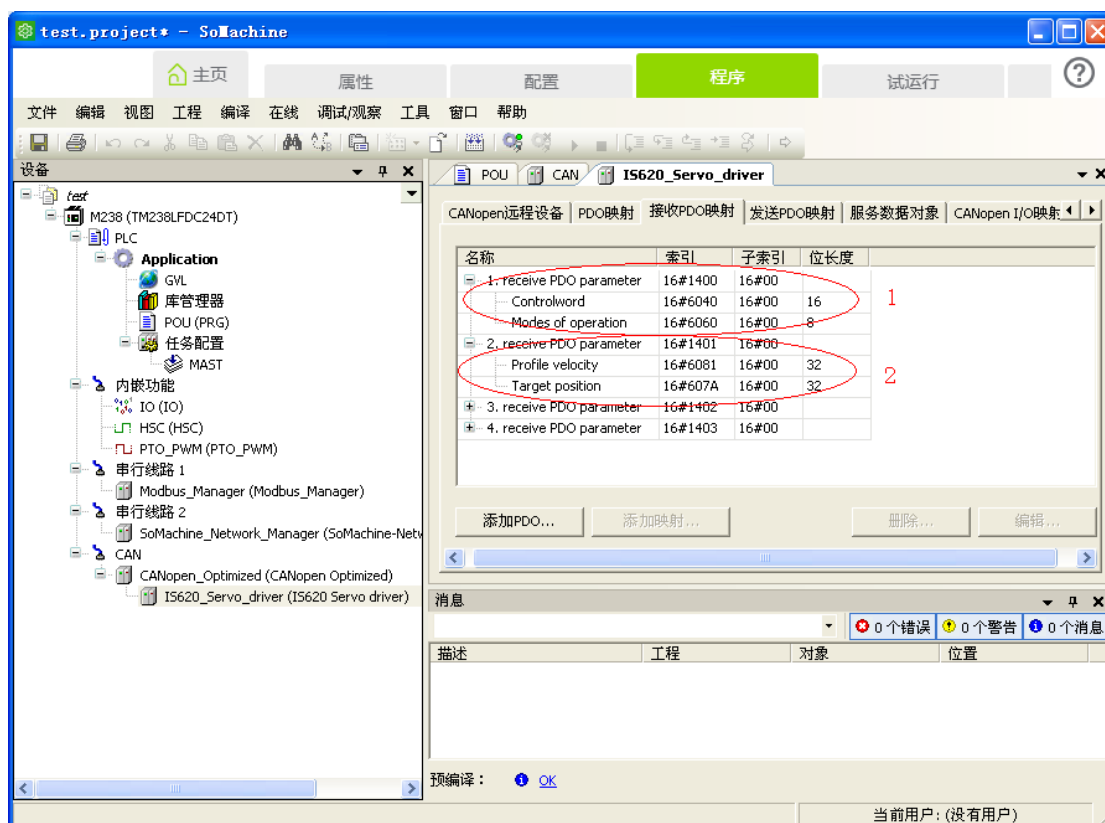 test.project* - SoMachine
主页 属性 配置 程序 试运行
文件 编辑 视图 工程 编译 在线 调试/观察 工具 窗口 帮助
设备
test
M238 (TM238LFDC24DT)
PLC
Application
GVL
库管理器
POU (PRG)
任务配置
MAST
内嵌功能
IO (IO)
HSC (HSC)
PTO_PWM (PTO_PWM)
串行线路 1
Modbus_Manager (Modbus_Manager)
串行线路 2
SoMachine_Network_Manager (SoMachine-Netw
CAN
CANopen_Optimized (CANopen Optimized)
IS620_Servo_driver (IS620 Servo driver)
POU CAN IS620_Servo_driver
CANopen远程设备 PDO映射 接收PDO映射 发送PDO映射 服务数据对象 CANopen I/O映射
名称 索引 子索引 位长度
1. receive PDO parameter 16#1400 16#00
Controlword 16#6040 16#00 16
Modes of operation 16#6060 16#00 8
1
2. receive PDO parameter 16#1401 16#00
Profile velocity 16#6081 16#00 32
Target position 16#607A 16#00 32
2
3. receive PDO parameter 16#1402 16#00
4. receive PDO parameter 16#1403 16#00
添加PDO... 添加映射... 删除... 编辑...
消息
0 个错误 0 个警告 0 个消息
描述 工程 对象 位置
预编译： OK
当前用户: (没有用户)